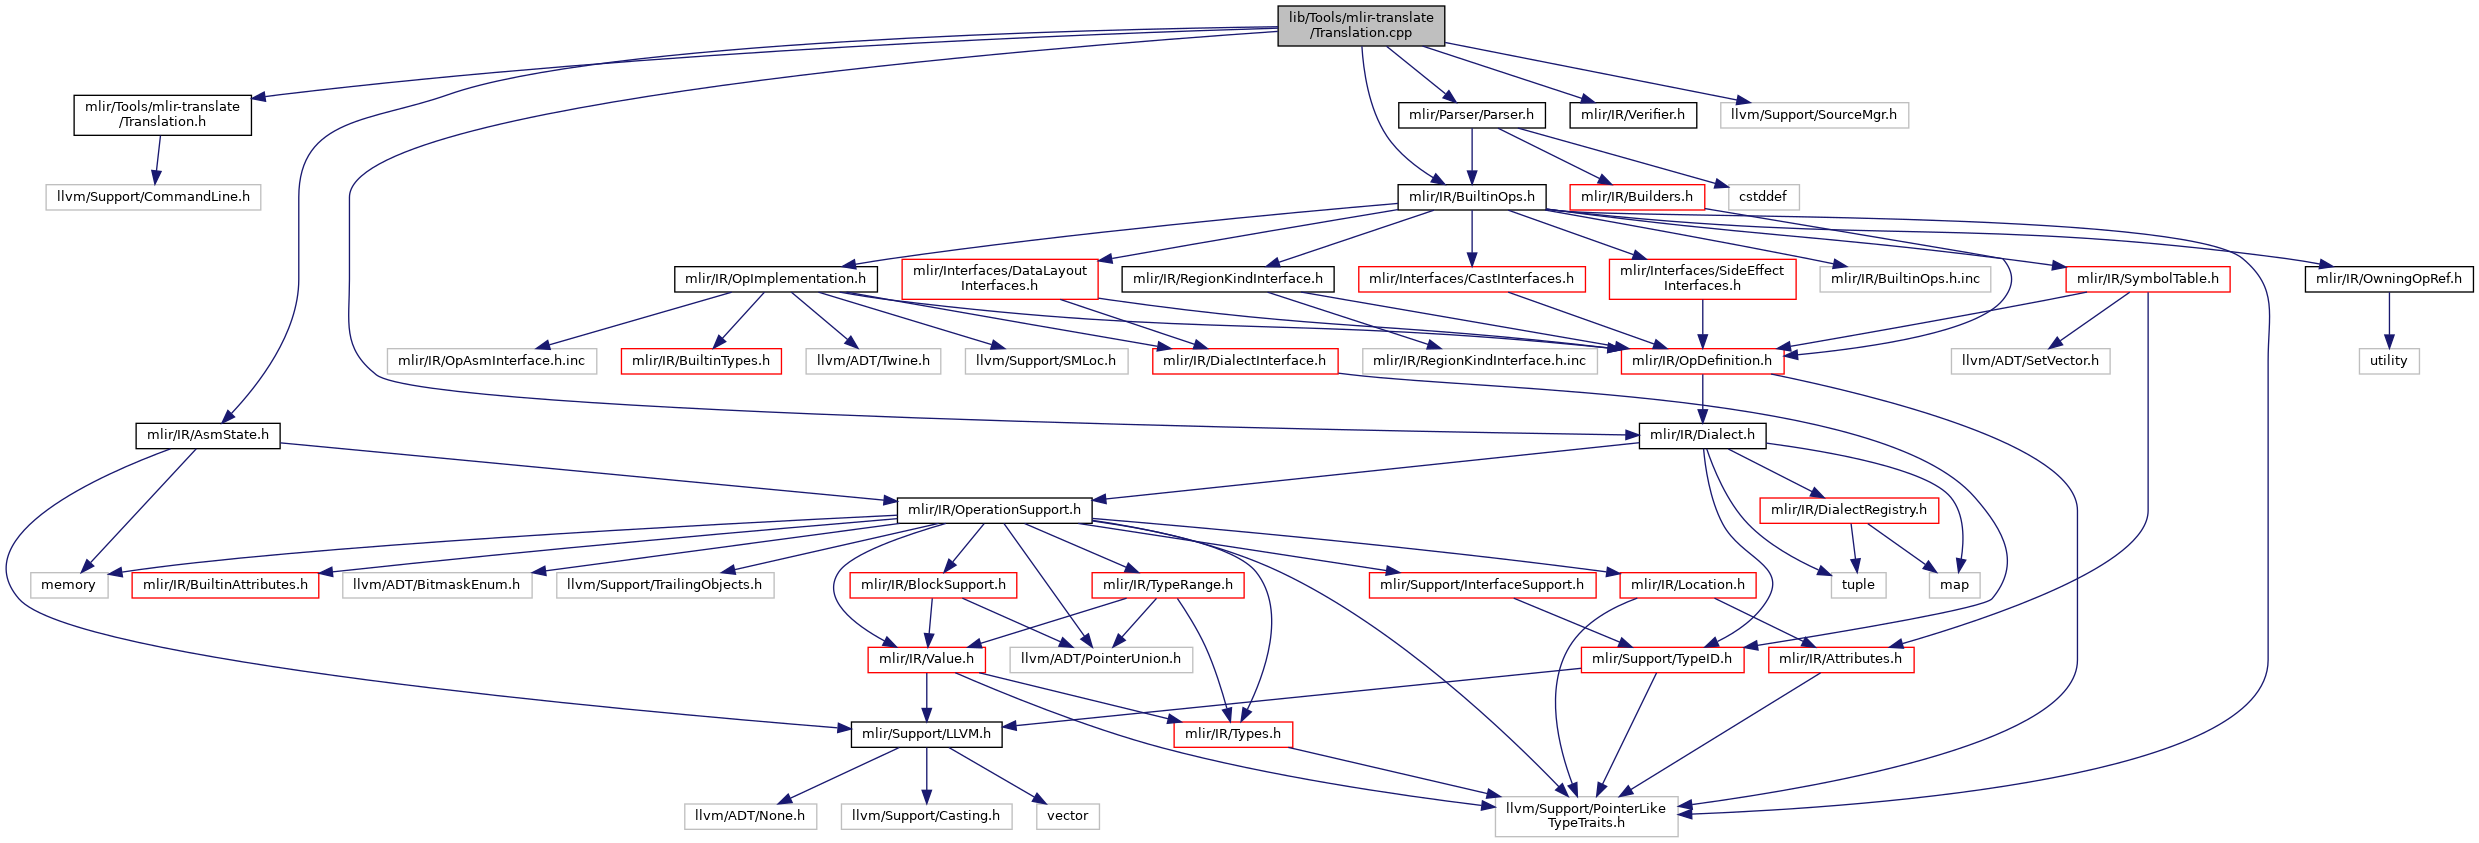 lib/Tools/mlir-translate
/Translation.cpp
mlir/Tools/mlir-translate
/Translation.h
mlir/Parser/Parser.h
mlir/IR/Verifier.h
llvm/Support/SourceMgr.h
llvm/Support/CommandLine.h
mlir/IR/BuiltinOps.h
mlir/IR/Builders.h
cstddef
mlir/IR/OpImplementation.h
mlir/Interfaces/DataLayout
Interfaces.h
mlir/IR/RegionKindInterface.h
mlir/Interfaces/CastInterfaces.h
mlir/Interfaces/SideEffect
Interfaces.h
mlir/IR/BuiltinOps.h.inc
mlir/IR/SymbolTable.h
mlir/IR/OwningOpRef.h
mlir/IR/OpAsmInterface.h.inc
mlir/IR/BuiltinTypes.h
llvm/ADT/Twine.h
llvm/Support/SMLoc.h
mlir/IR/DialectInterface.h
mlir/IR/RegionKindInterface.h.inc
mlir/IR/OpDefinition.h
llvm/ADT/SetVector.h
utility
mlir/IR/AsmState.h
mlir/IR/Dialect.h
mlir/IR/OperationSupport.h
mlir/IR/DialectRegistry.h
memory
mlir/IR/BuiltinAttributes.h
llvm/ADT/BitmaskEnum.h
llvm/Support/TrailingObjects.h
mlir/IR/BlockSupport.h
mlir/IR/TypeRange.h
mlir/Support/InterfaceSupport.h
mlir/IR/Location.h
tuple
map
mlir/IR/Value.h
llvm/ADT/PointerUnion.h
mlir/Support/TypeID.h
mlir/IR/Attributes.h
mlir/Support/LLVM.h
mlir/IR/Types.h
llvm/ADT/None.h
llvm/Support/Casting.h
vector
llvm/Support/PointerLike
TypeTraits.h